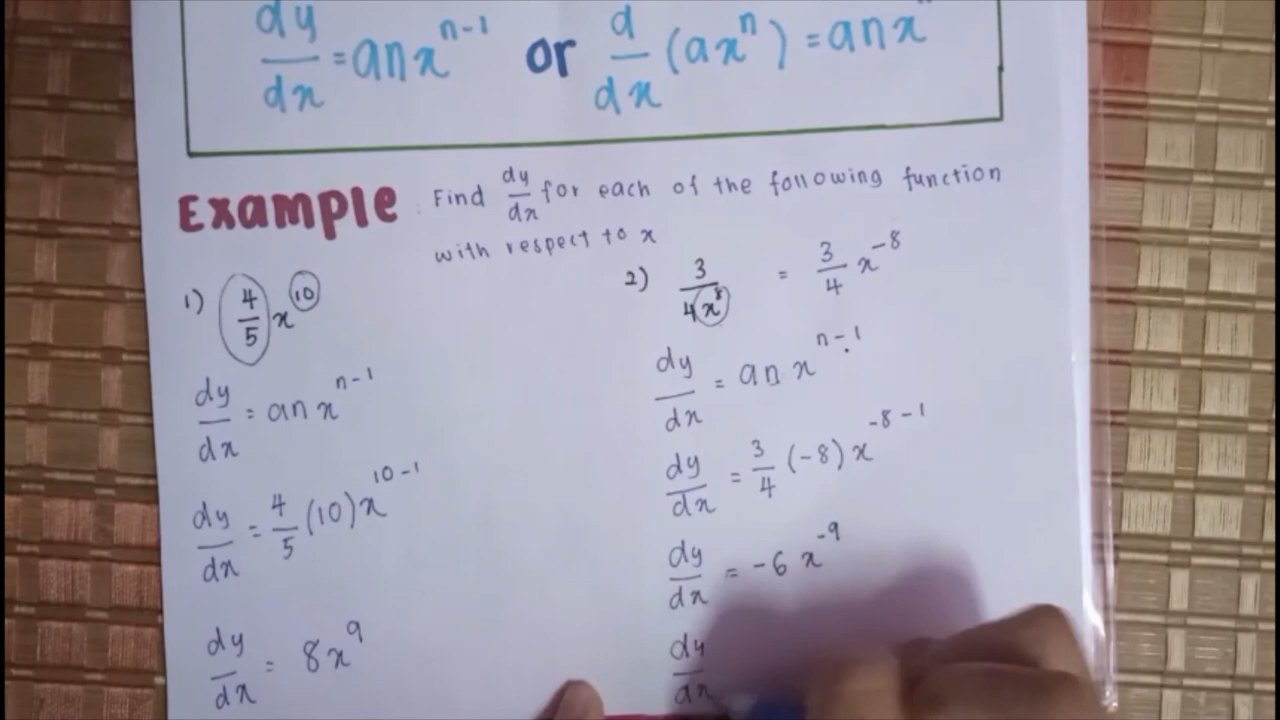 dy/dx = anx^(n-1) or d/dx (ax^n) = anx
Example : Find dy/dx for each of the following function
with respect to x
1) 4/5 x^10
dy/dx = anx^(n-1)
dy/dx = 4/5 (10)x^(10-1)
dy/dx = 8x^9
2) 3/(4x^8) = 3/4 x^(-8)
dy/dx = anx^(n-1)
dy/dx = 3/4 (-8)x^(-8-1)
dy/dx = -6x^(-9)
dy/dx